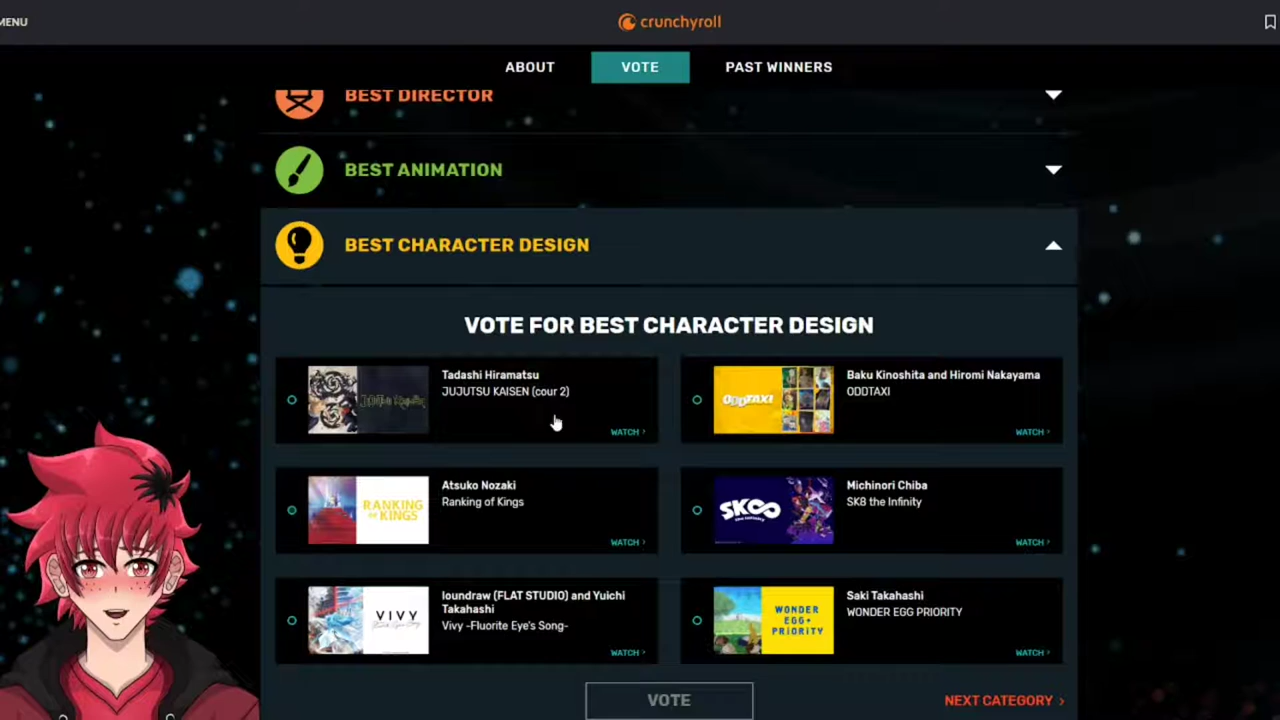 MENU
crunchyroll
ABOUT
VOTE
PAST WINNERS
BEST DIRECTOR
BEST ANIMATION
BEST CHARACTER DESIGN
VOTE FOR BEST CHARACTER DESIGN
Tadashi Hiramatsu
JUJUTSU KAISEN (cour 2)
WATCH
Baku Kinoshita and Hiromi Nakayama
ODDTAXI
ODDTAXI
WATCH
RANKING
OF KINGS
Atsuko Nozaki
Ranking of Kings
WATCH
SK∞
Michinori Chiba
SK8 the Infinity
WATCH
VIVY
loundraw (FLAT STUDIO) and Yuichi
Takahashi
Vivy -Fluorite Eye's Song-
WATCH
WONDER
EGG+
PRIORITY
Saki Takahashi
WONDER EGG PRIORITY
WATCH
VOTE
NEXT CATEGORY